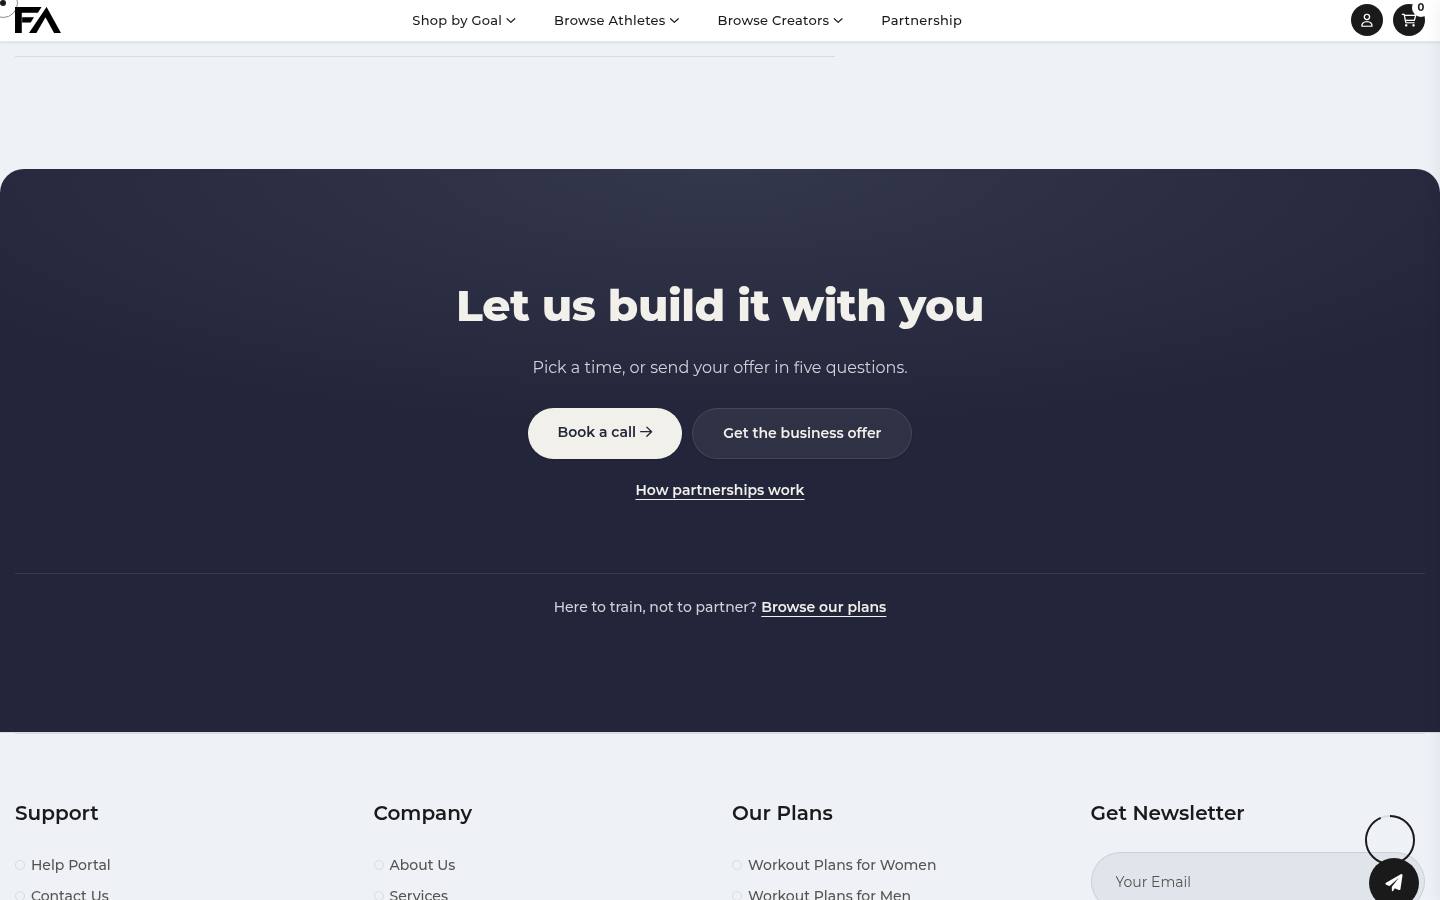 FA
Shop by Goal
Browse Athletes
Browse Creators
Partnership
0
Let us build it with you
Pick a time, or send your offer in five questions.
Book a call →
Get the business offer
How partnerships work
Here to train, not to partner? Browse our plans
Support
Company
Our Plans
Get Newsletter
Help Portal
About Us
Workout Plans for Women
Your Email
Contact Us
Services
Workout Plans for Men